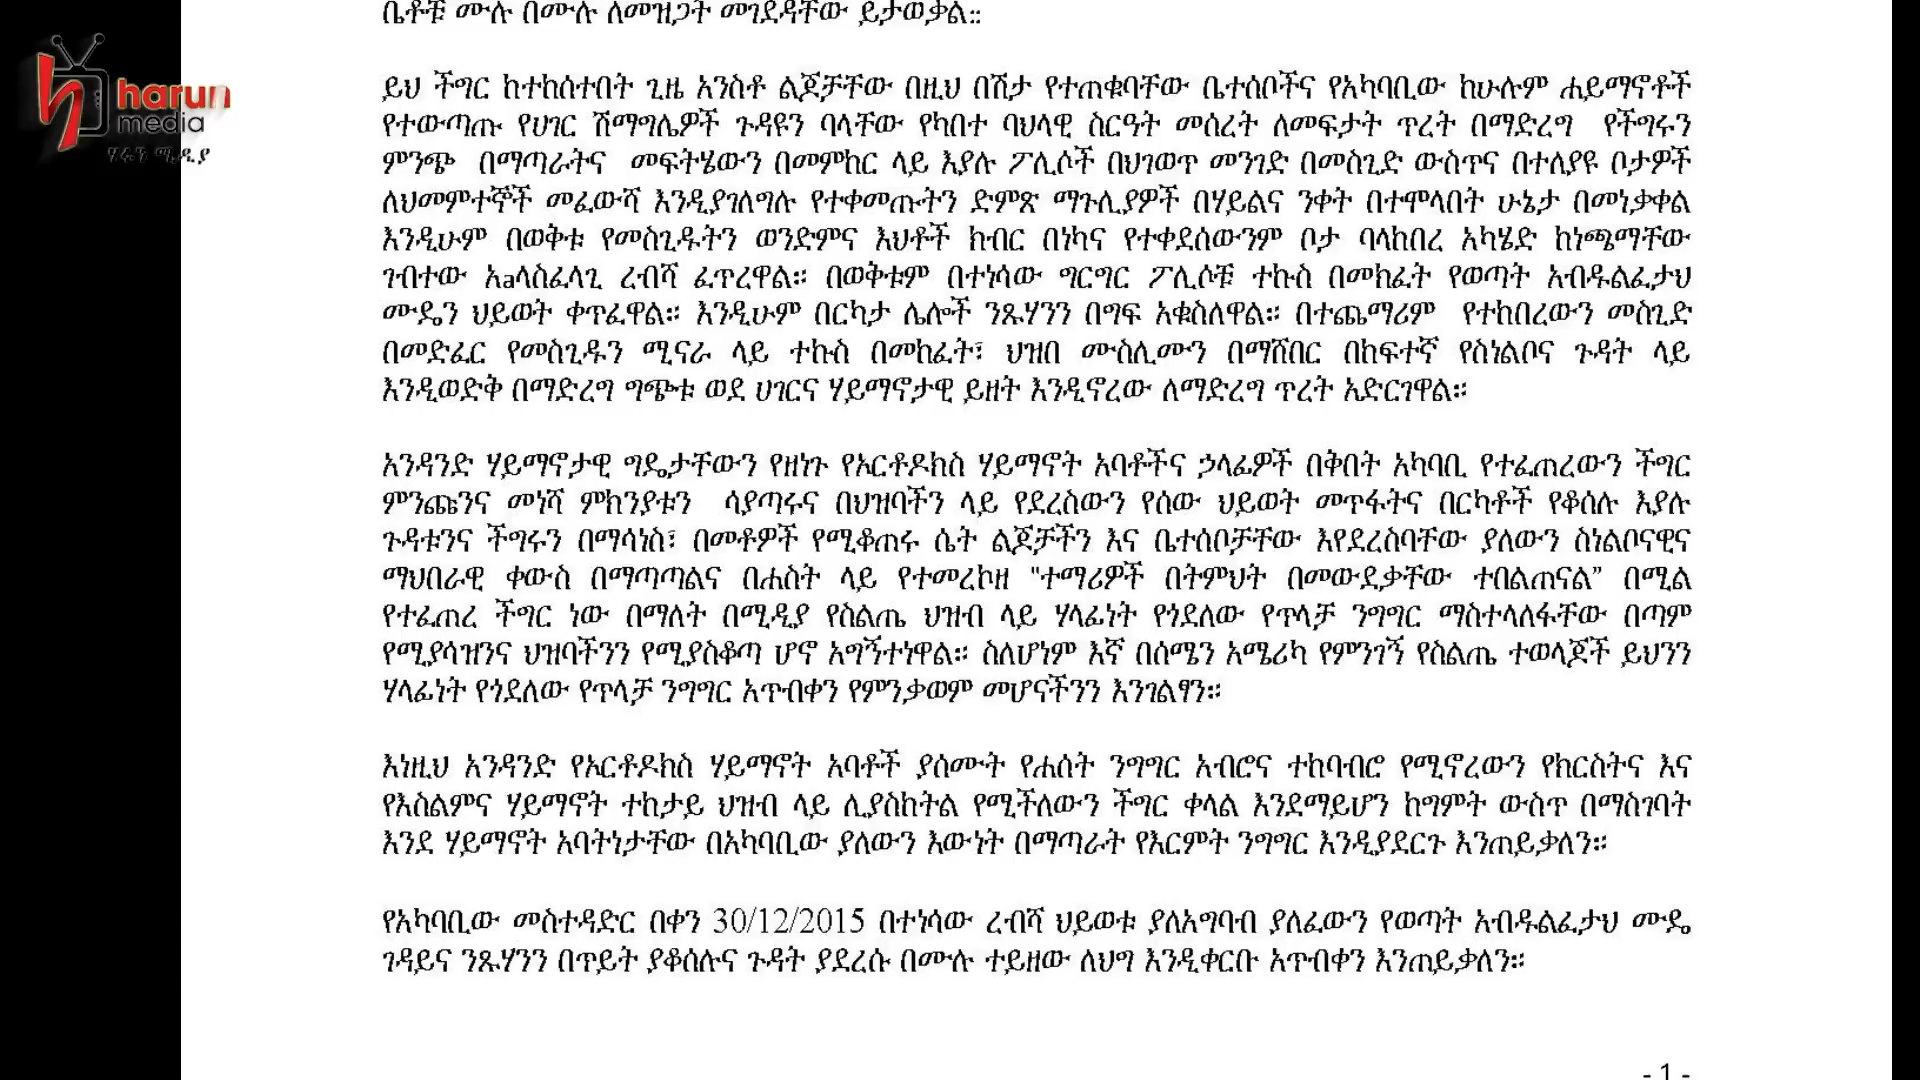 ቤቶቹ ሙሉ በሙሉ ለመዝጋት መገደዳቸው ይታወቃል።
harun
media
ሃሩን ሚዲያ
ይህ ችግር ከተከሰተበት ጊዜ አንስቶ ልጆቻቸው በዚህ በሽታ የተጠቁባቸው ቤተሰቦችና የአካባቢው ከሁሉም ሐይማኖቶች
የተውጣጡ የሀገር ሽማግሌዎች ጉዳዩን ባላቸው የካበተ ባህላዊ ስርዓት መሰረት ለመፍታት ጥረት በማድረግ የችግሩን
ምንጭ በማጣራትና መፍትሄውን በመምከር ላይ እያሉ ፖሊሶች በህገወጥ መንገድ በመስጊድ ውስጥና በተለያዩ ቦታዎች
ለህመምተኞች መፈውሻ እንዲያገለግሉ የተቀመጡትን ድምጽ ማጉሊያዎች በሃይልና ንቀት በተሞላበት ሁኔታ በመነቃቀል
እንዲሁም በወቅቱ የመስጊዱትን ወንድምና እህቶች ክብር በነካና የተቀደሰውንም ቦታ ባላከበረ አካሄድ ከነጫማቸው
ገብተው አaላስፈላጊ ረብሻ ፈጥረዋል። በወቅቱም በተነሳው ግርግር ፖሊሶቹ ተኩስ በመክፈት የወጣት አብዱልፈታህ
ሙዴን ህይወት ቀጥፈዋል። እንዲሁም በርካታ ሌሎች ንጹሃንን በግፍ አቁስለዋል። በተጨማሪም የተከበረውን መስጊድ
በመድፈር የመስጊዱን ሚናራ ላይ ተኩስ በመከፈት፣ ህዝበ ሙስሊሙን በማሸበር በከፍተኛ የስነልቦና ጉዳት ላይ
እንዲወድቅ በማድረግ ግጭቱ ወደ ሀገርና ሃይማኖታዊ ይዘት እንዲኖረው ለማድረግ ጥረት አድርገዋል።
አንዳንድ ሃይማኖታዊ ግዴታቸውን የዘነጉ የኦርቶዶክስ ሃይማኖት አባቶችና ኃላፊዎች በቅበት አካባቢ የተፈጠረውን ችግር
ምንጩንና መነሻ ምክንያቱን ሳያጣሩና በህዝባችን ላይ የደረሰውን የሰው ህይወት መጥፋትና በርካቶች የቆሰሉ እያሉ
ጉዳቱንና ችግሩን በማሳነስ፣ በመቶዎች የሚቆጠሩ ሴት ልጆቻችን እና ቤተሰቦቻቸው እየደረሰባቸው ያለውን ስነልቦናዊና
ማህበራዊ ቀውስ በማጣጣልና በሐስት ላይ የተመረኮዘ "ተማሪዎች በትምህት በመውደቃቸው ተበልጠናል” በሚል
የተፈጠረ ችግር ነው በማለት በሚዲያ የስልጤ ህዝብ ላይ ሃላፊነት የጎደለው የጥላቻ ንግግር ማስተላለፋቸው በጣም
የሚያሳዝንና ህዝባችንን የሚያስቆጣ ሆኖ አግኝተነዋል። ስለሆነም እኛ በሰሜን አሜሪካ የምንገኝ የስልጤ ተወላጆች ይህንን
ሃላፊነት የጎደለው የጥላቻ ንግግር አጥብቀን የምንቃወም መሆናችንን እንገልፃን።
እነዚህ አንዳንድ የኦርቶዶክስ ሃይማኖት አባቶች ያሰሙት የሐሰት ንግግር አብሮና ተከባብሮ የሚኖረውን የክርስትና እና
የእስልምና ሃይማኖት ተከታይ ህዝብ ላይ ሊያስከትል የሚችለውን ችግር ቀላል እንደማይሆን ከግምት ውስጥ በማስገባት
እንደ ሃይማኖት አባትነታቸው በአካባቢው ያለውን እውነት በማጣራት የእርምት ንግግር እንዲያደርጉ እንጠይቃለን።
የአካባቢው መስተዳድር በቀን 30/12/2015 በተነሳው ረብሻ ህይወቱ ያለአግባብ ያለፈውን የወጣት አብዱልፈታህ ሙዴ
ገዳይና ንጹሃንን በጥይት ያቆሰሉና ጉዳት ያደረሱ በሙሉ ተይዘው ለህግ እንዲቀርቡ አጥብቀን እንጠይቃለን።
- 1 -